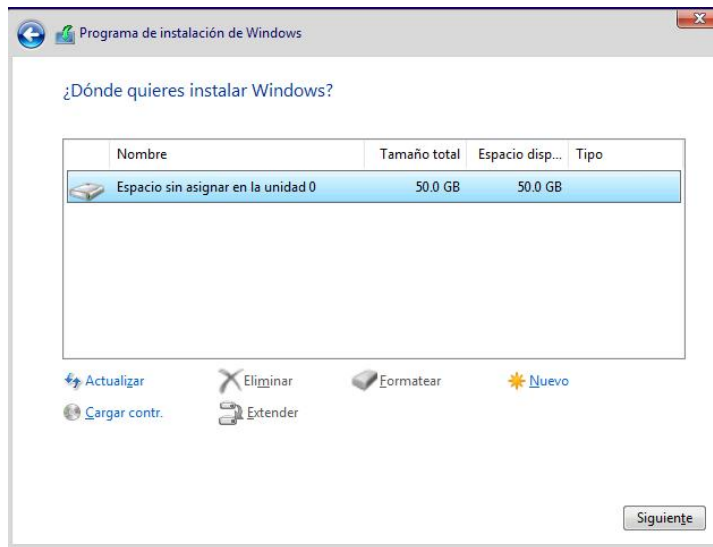 Programa de instalación de Windows
¿Dónde quieres instalar Windows?
Nombre Tamaño total Espacio disp... Tipo
Espacio sin asignar en la unidad 0 50.0 GB 50.0 GB
Actualizar Eliminar Formatear Nuevo
Cargar contr. Extender
Siguiente